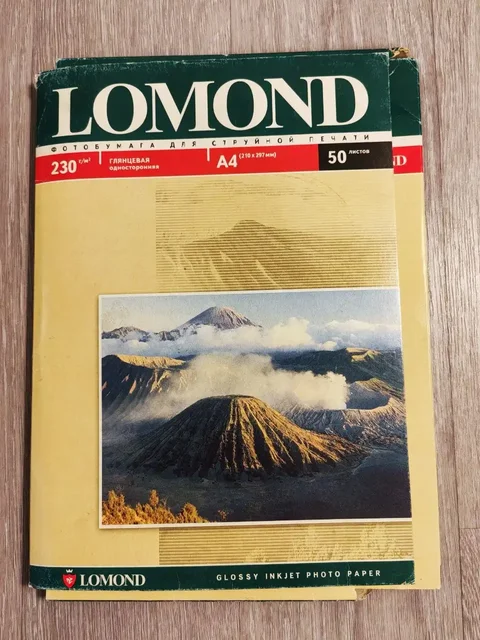 LOMOND
ФОТОБУМАГА ДЛЯ СТРУЙНОЙ ПЕЧАТИ
230 г/м² ГЛЯНЦЕВАЯ односторонняя A4 (210 x 297 мм) 50 листов
OND
LOMOND
GLOSSY INKJET PHOTO PAPER